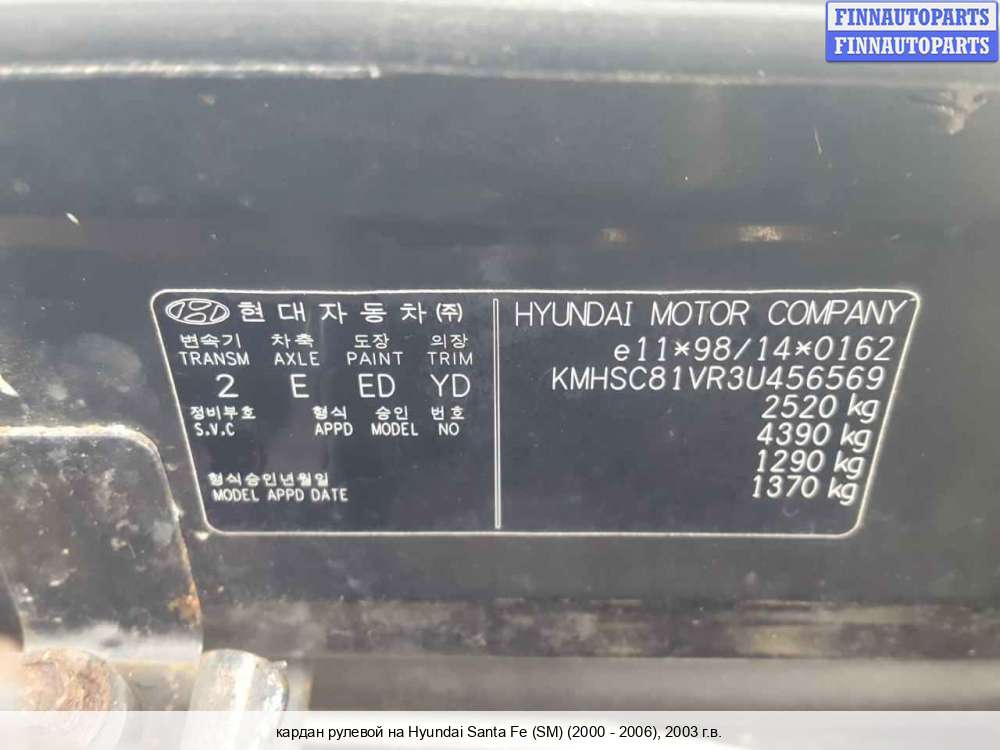 FINNAUTOPARTS
FINNAUTOPARTS
현대자동차(주)
변속기 차축 도장 의장
TRANSM AXLE PAINT TRIM
2 E ED YD
정비부호 형식 승인 번호
S.V.C APPD MODEL NO
형식승인년월일
MODEL APPD DATE
HYUNDAI MOTOR COMPANY
e11*98/14*0162
KMHSC81VR3U456569
2520 kg
4390 kg
1290 kg
1370 kg
кардан рулевой на Hyundai Santa Fe (SM) (2000 - 2006), 2003 г.в.